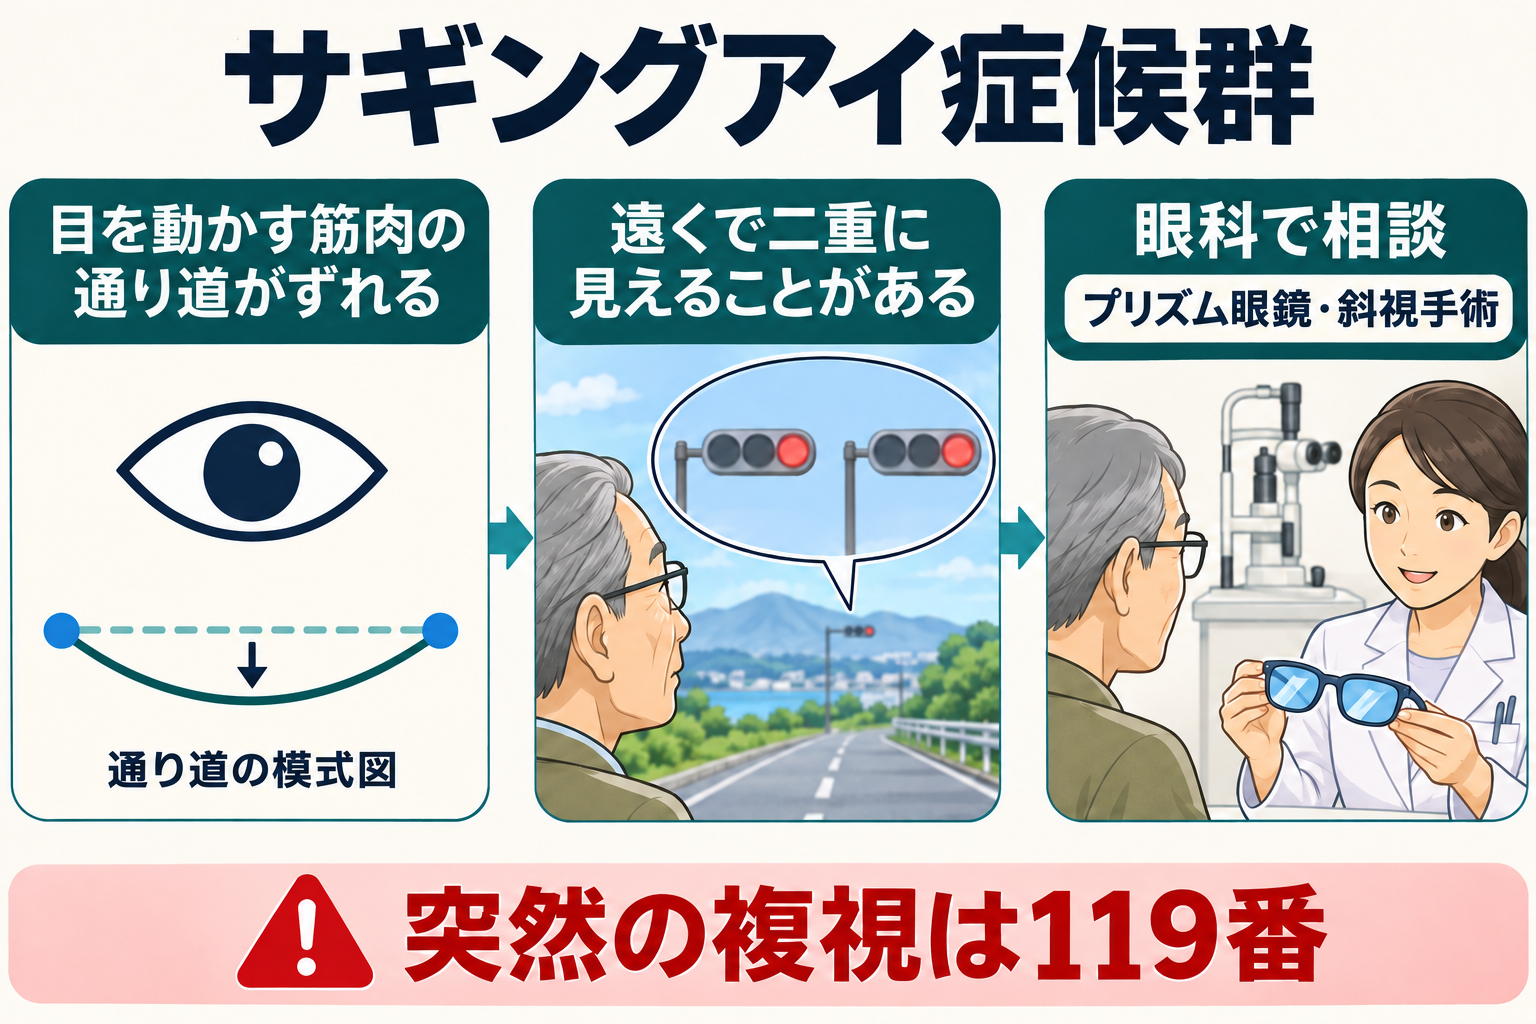 サギングアイ症候群
目を動かす筋肉の
通り道がずれる
通り道の模式図
遠くで二重に
見えることがある
眼科で相談
プリズム眼鏡・斜視手術
突然の複視は119番